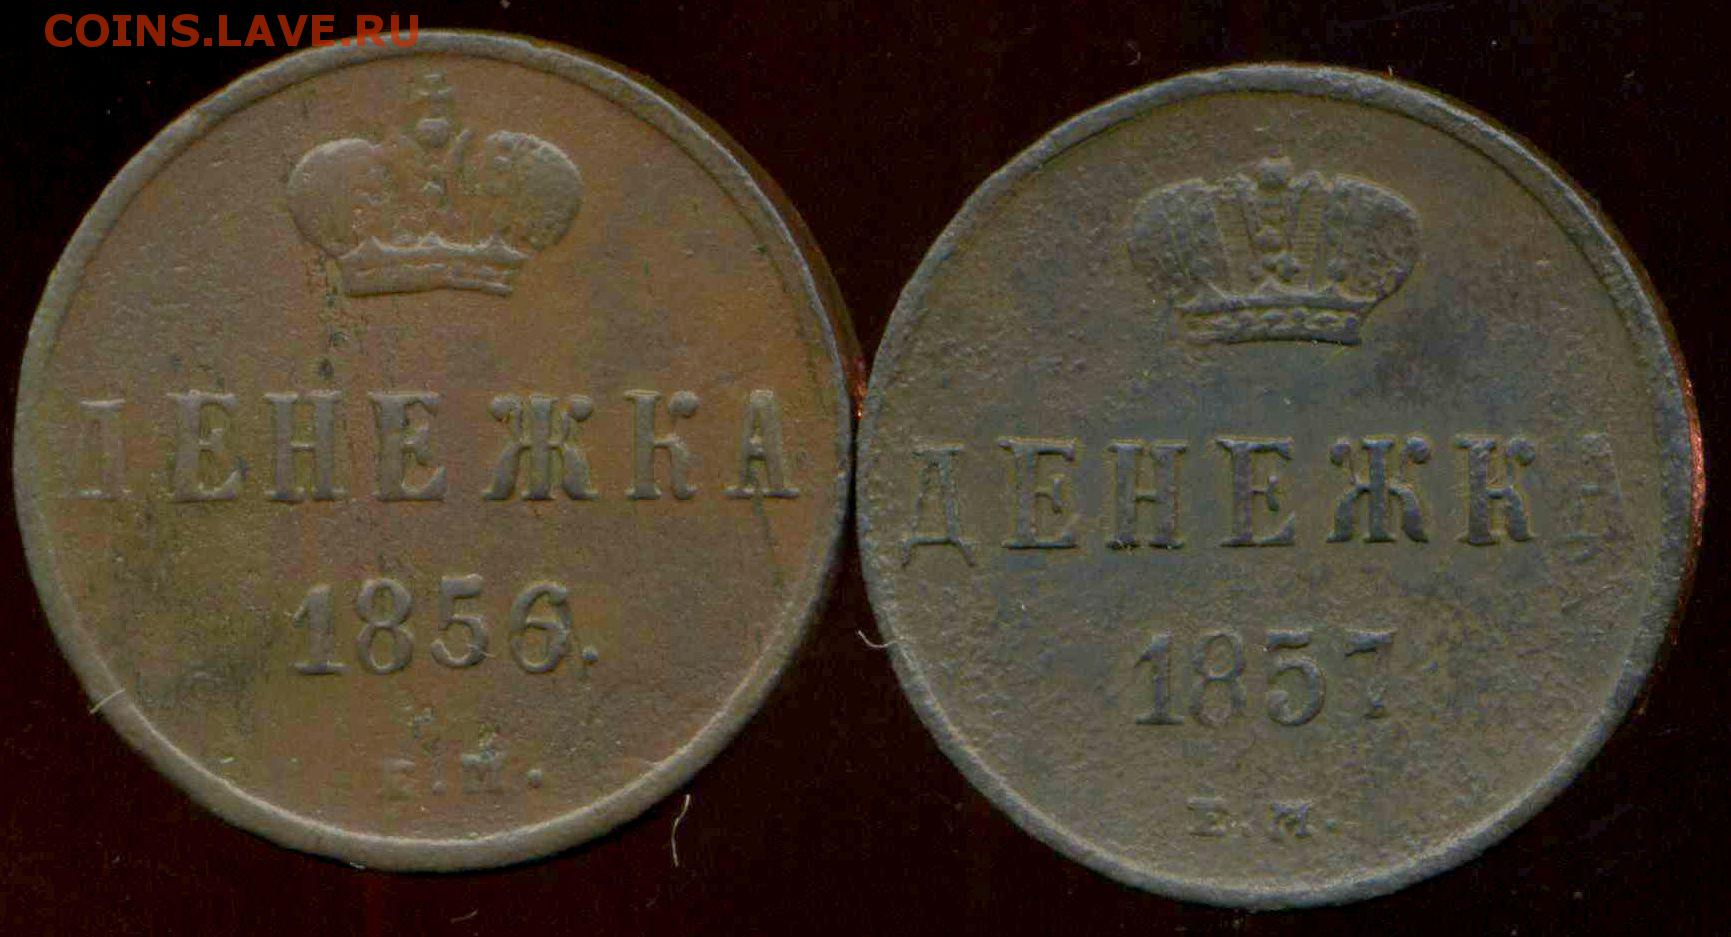 COINS.LAVE.RU
ДЕНЕЖКА
1856.
Е.М.
ДЕНЕЖКА
1857
Е.М.